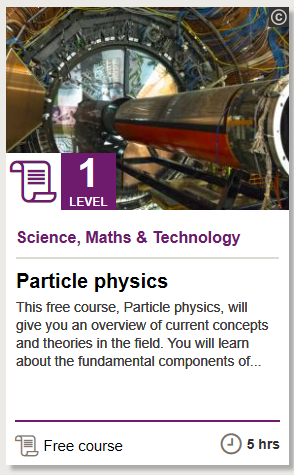 ©
1
LEVEL
Science, Maths & Technology
Particle physics
This free course, Particle physics, will
give you an overview of current concepts
and theories in the field. You will learn
about the fundamental components of...
Free course
5 hrs